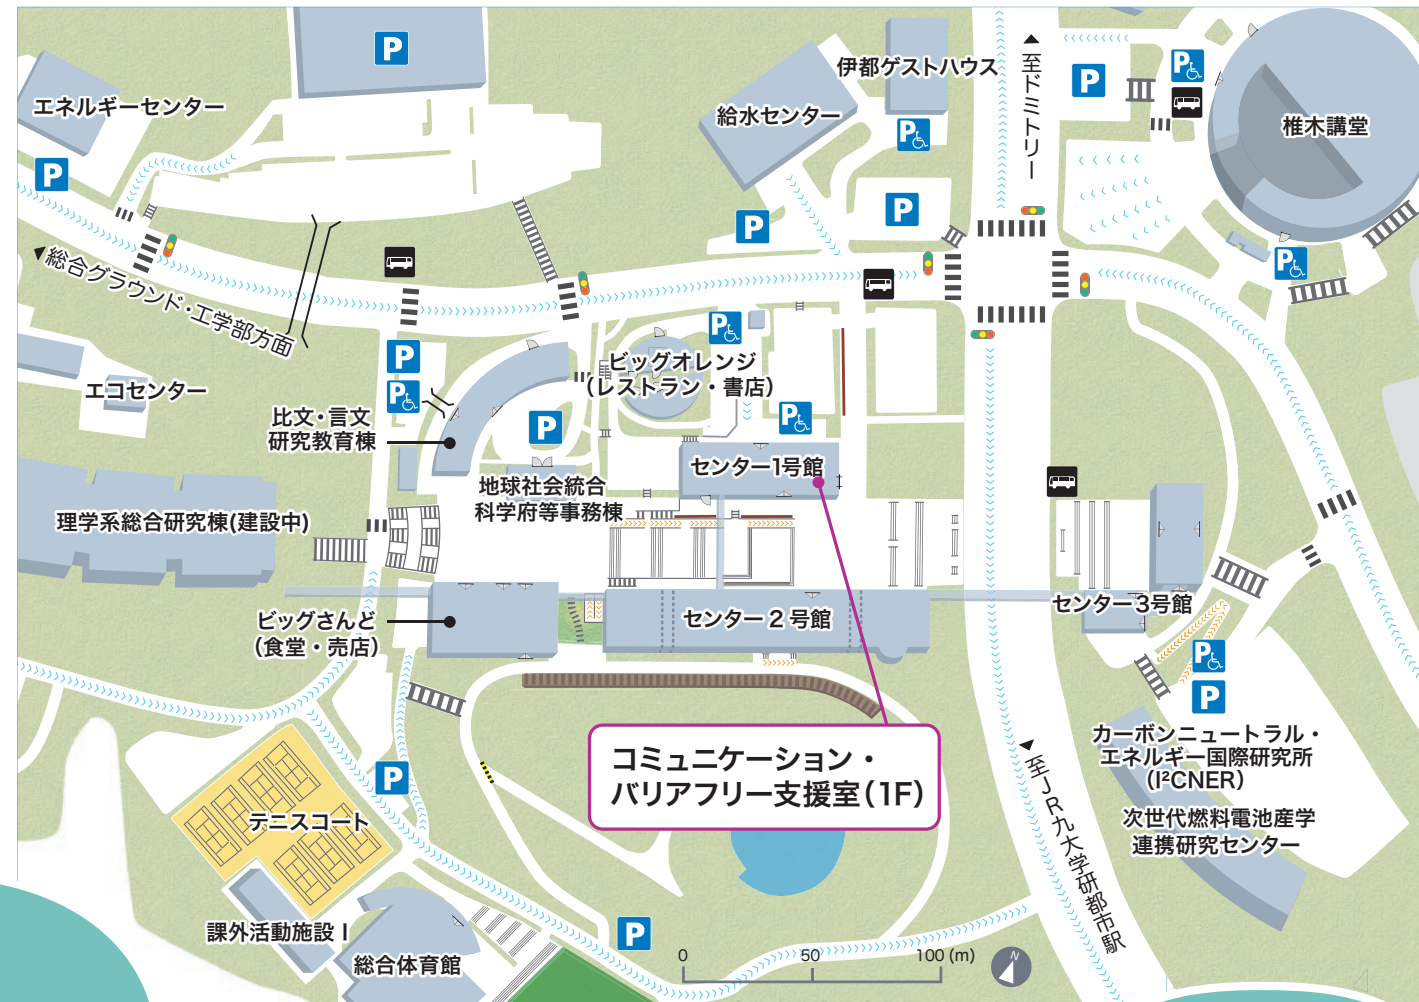 P
エネルギーセンター
P
伊都ゲストハウス
給水センター
P
P
P
▲至ドミトリー
P
P
椎木講堂
P
▲総合グラウンド・工学部方面
P
P
エコセンター
比文・言文
研究教育棟
P
P
ビッグオレンジ
（レストラン・書店）
P
センター1号館
地球社会統合
科学府等事務棟
理学系総合研究棟(建設中)
ビッグさんど
（食堂・売店）
センター2号館
センター3号館
P
P
コミュニケーション・
バリアフリー支援室(1F)
カーボンニュートラル・
エネルギー国際研究所
（I²CNER）
次世代燃料電池産学
連携研究センター
▲至JR九大学研都市駅
P
テニスコート
課外活動施設 I
総合体育館
P
0 50 100 (m)
N